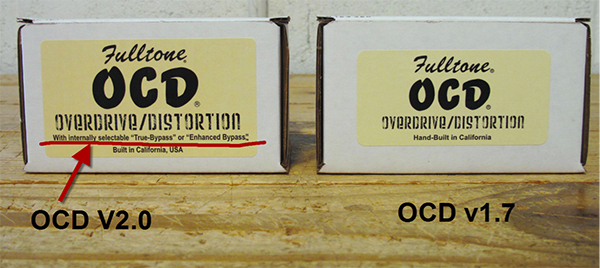 Fulltone®
OCD®
OVERDRIVE/DISTORTION
With internally selectable "True-Bypass" or "Enhanced Bypass"
Built in California, USA
OCD V2.0
Fulltone®
OCD®
OVERDRIVE/DISTORTION
Hand-Built in California
OCD v1.7